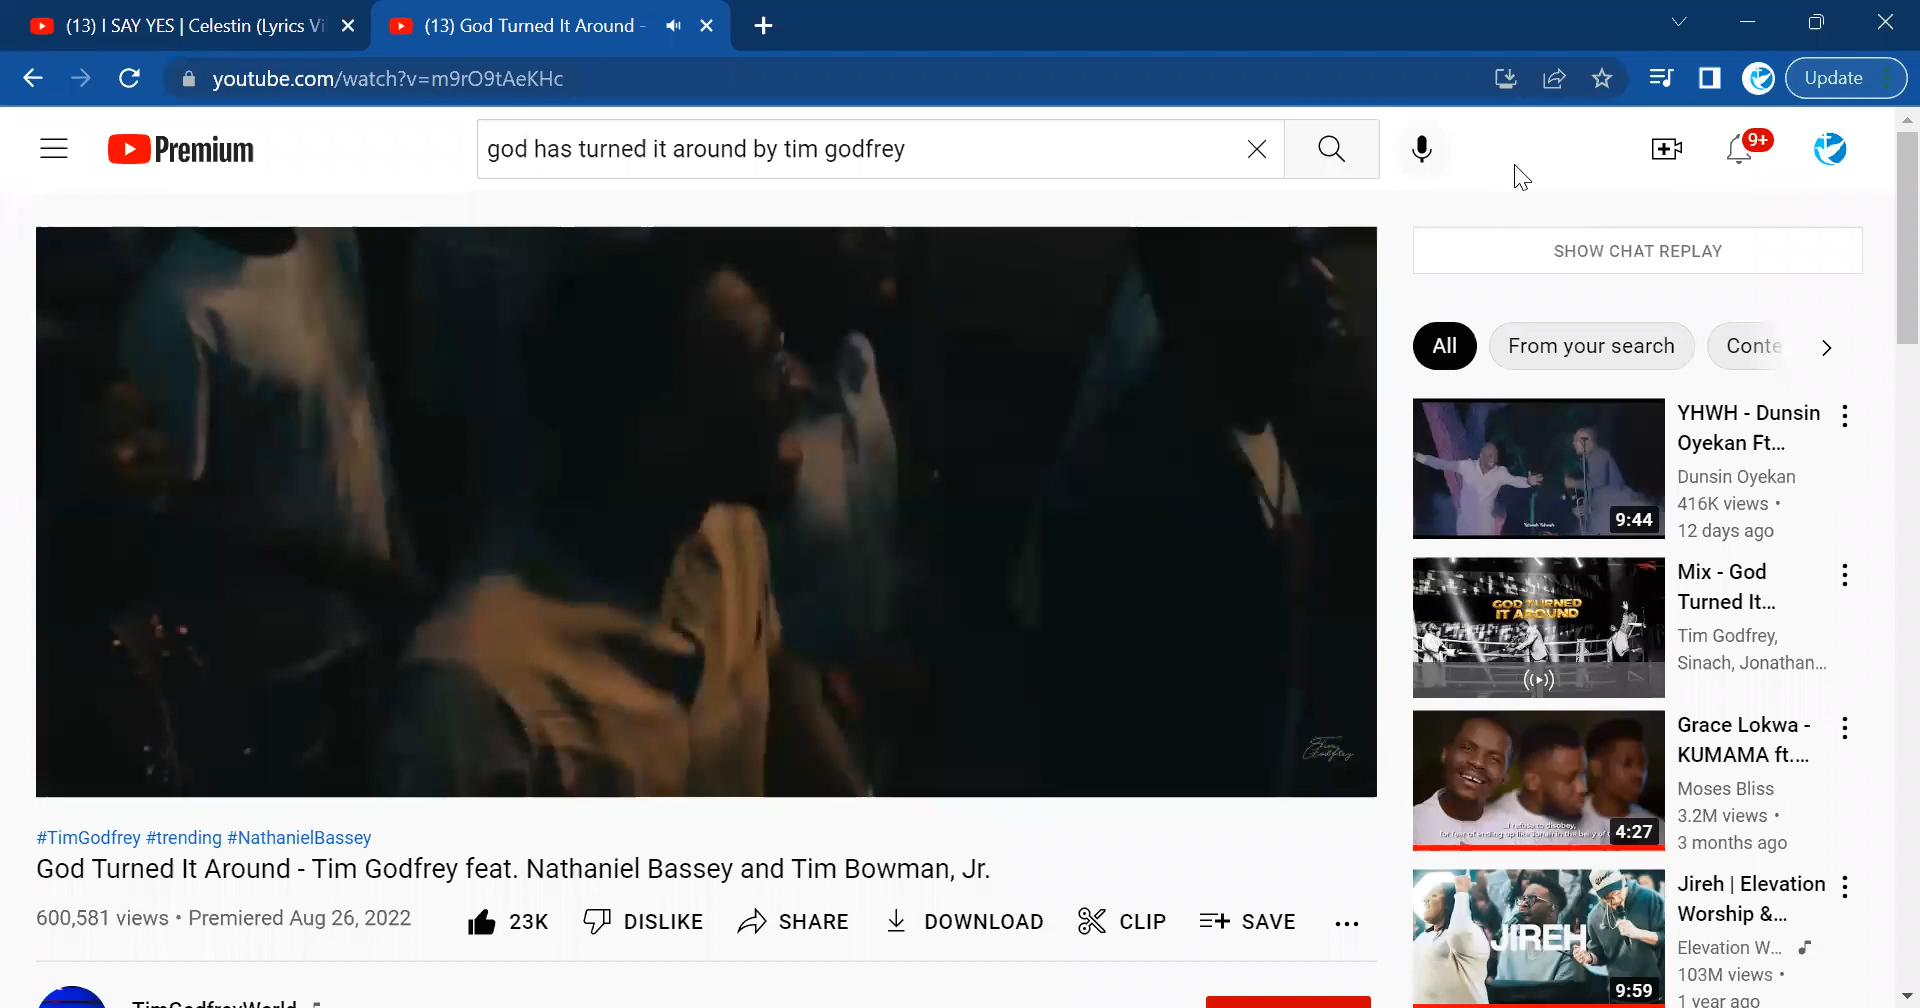 (13) I SAY YES | Celestin (Lyrics Vi
(13) God Turned It Around -
youtube.com/watch?v=m9rO9tAeKHc
Update
Premium
god has turned it around by tim godfrey
9+
SHOW CHAT REPLAY
All
From your search
Conte
YHWH - Dunsin
Oyekan Ft...
Dunsin Oyekan
416K views •
12 days ago
9:44
Mix - God
Turned It...
Tim Godfrey,
Sinach, Jonathan...
GOD TURNED
IT AROUND
Grace Lokwa -
KUMAMA ft....
Moses Bliss
3.2M views •
3 months ago
4:27
Jireh | Elevation
Worship &...
Elevation W...
103M views •
1 year ago
JIREH
9:59
Tim
Godfrey
#TimGodfrey #trending #NathanielBassey
God Turned It Around - Tim Godfrey feat. Nathaniel Bassey and Tim Bowman, Jr.
600,581 views • Premiered Aug 26, 2022
23K
DISLIKE
SHARE
DOWNLOAD
CLIP
SAVE
TimGodfreyWorld